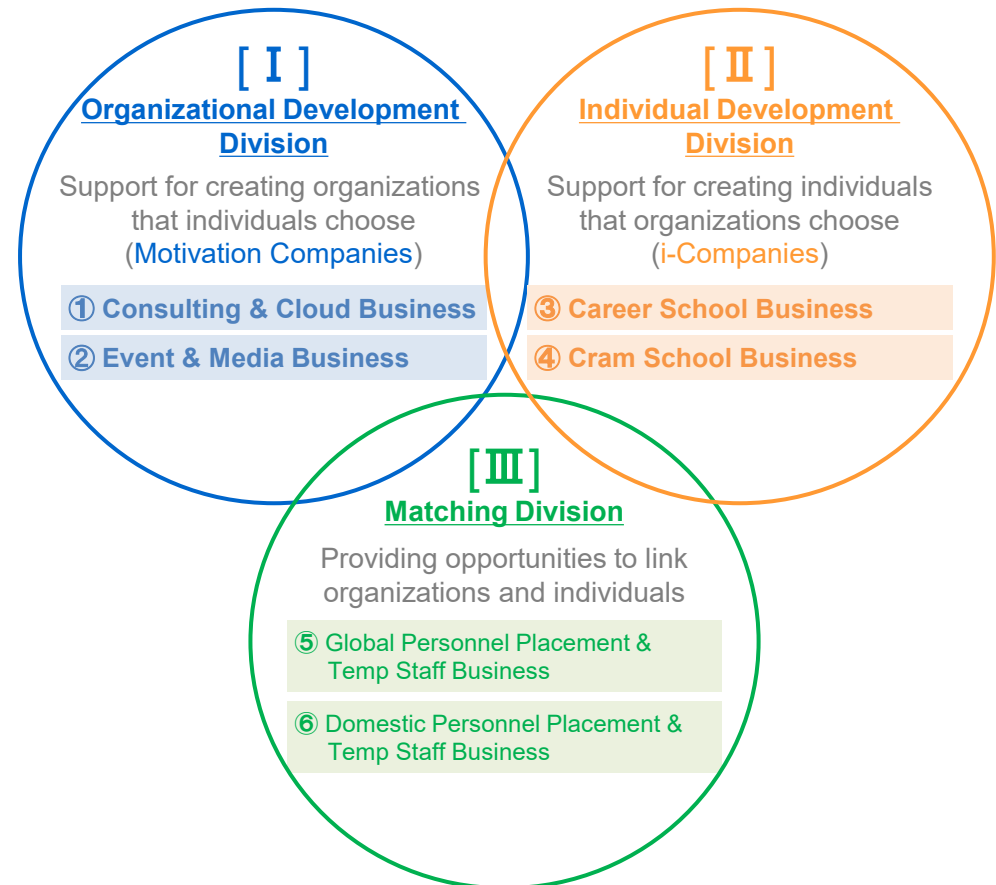 [ Ⅰ ]
Organizational Development
Division
Support for creating organizations
that individuals choose
(Motivation Companies)
① Consulting & Cloud Business
② Event & Media Business
[ Ⅱ ]
Individual Development
Division
Support for creating individuals
that organizations choose
(i-Companies)
③ Career School Business
④ Cram School Business
[ Ⅲ ]
Matching Division
Providing opportunities to link
organizations and individuals
⑤ Global Personnel Placement &
Temp Staff Business
⑥ Domestic Personnel Placement &
Temp Staff Business